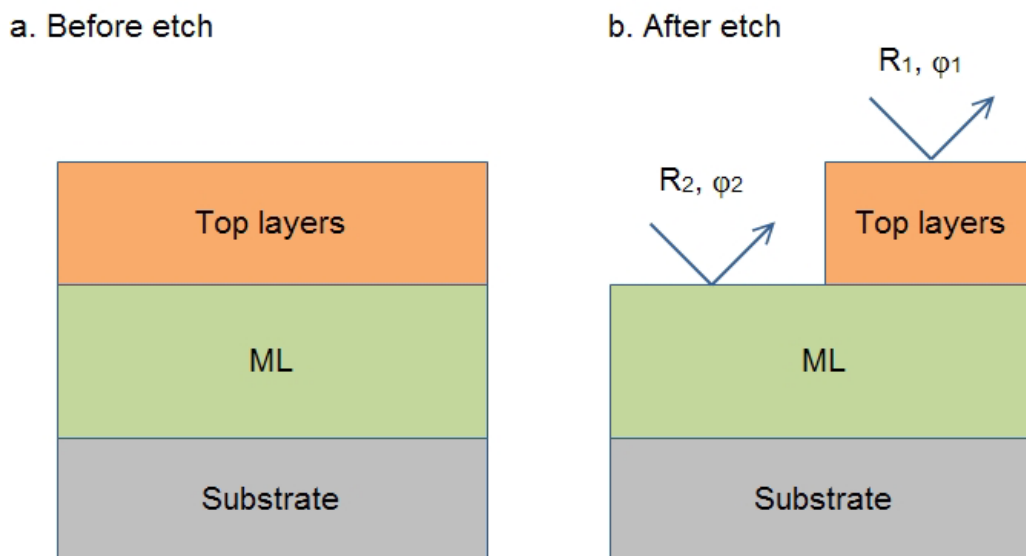 a. Before etch
b. After etch
R₁, φ₁
R₂, φ₂
Top layers
Top layers
ML
ML
Substrate
Substrate